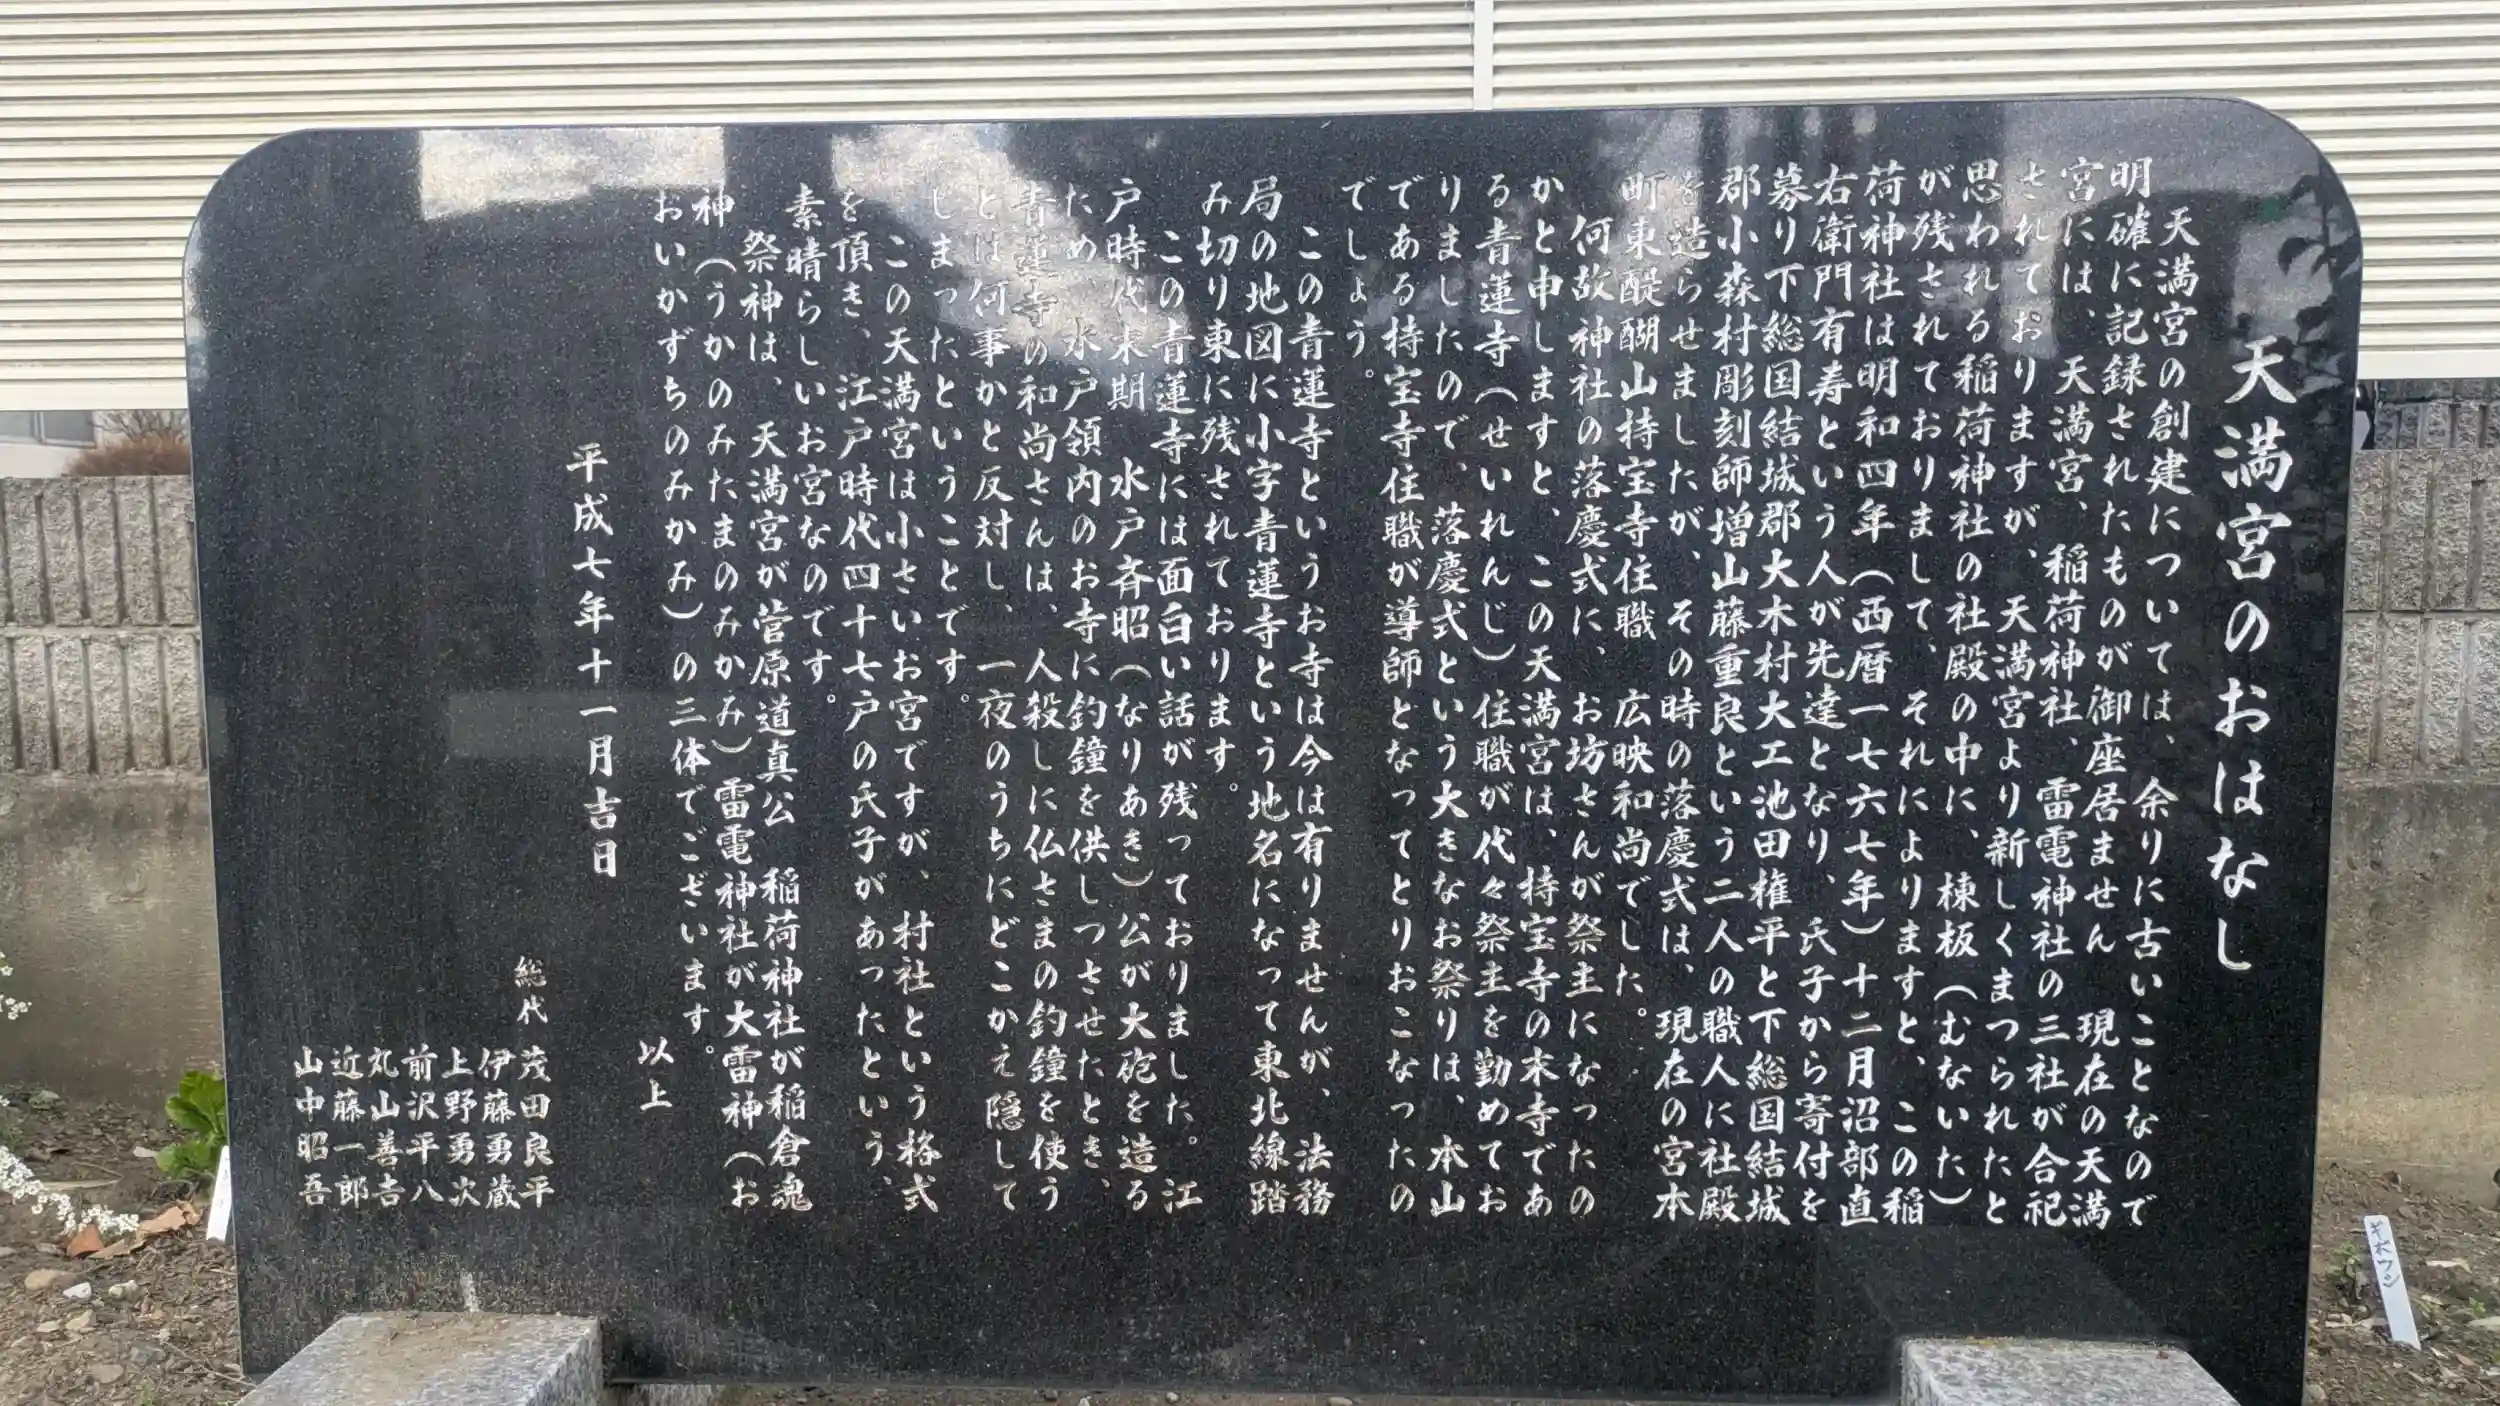 天満宮のおはなし
天満宮の創建については、余りに古いことなので
明確に記録されたものが御座居ません 現在の天満
宮には、天満宮、稲荷神社、雷電神社の三社が合祀
されておりますが、天満宮より新しくまつられたと
思われる稲荷神社の社殿の中に、棟板(むないた)
が残されておりまして、それによりますと、この稲
荷神社は明和四年(西暦一七六七年)十二月沼部直
右衛門有寿という人が先達となり、氏子から寄付を
募り下総国結城郡大木村大工池田権平と下総国結城
郡小森村彫刻師増山藤重良という二人の職人に社殿
を造らせましたが、その時の落慶式は、現在の宮本
町東醍醐山持宝寺住職 広映和尚でした。
何故神社の落慶式に、お坊さんが祭主になったの
かと申しますと、この天満宮は、持宝寺の末寺であ
る青蓮寺(せいれんじ)住職が代々祭主を勤めてお
りましたので、落慶式という大きなお祭りは、本山
である持宝寺住職が導師となってとりおこなったの
でしょう。
この青蓮寺というお寺は今は有りませんが、法務
局の地図に小字青蓮寺という地名になって東北線踏
み切り東に残されております。
この青蓮寺には面白い話が残っておりました。江
戸時代末期 水戸斉昭(なりあき)公が大砲を造る
ため、水戸領内のお寺に釣鐘を供しつさせたとき、
青蓮寺の和尚さんは、人殺しに仏さまの釣鐘を使う
とは何事かと反対し、一夜のうちにどこかえ隠して
しまったということです。
この天満宮は小さいお宮ですが、村社という格式
を頂き、江戸時代四十七戸の氏子があったという、
素晴らしいお宮なのです。
祭神は、天満宮が菅原道真公 稲荷神社が稲倉魂
神(うかのみたまのみかみ)雷電神社が大雷神(お
おいかずちのみかみ)の三体でございます。
以上
平成七年十一月吉日
総代 茂田良平
伊藤勇蔵
上野勇次
前沢平八
丸山善吉
近藤一郎
山中昭吾
ギボウシ